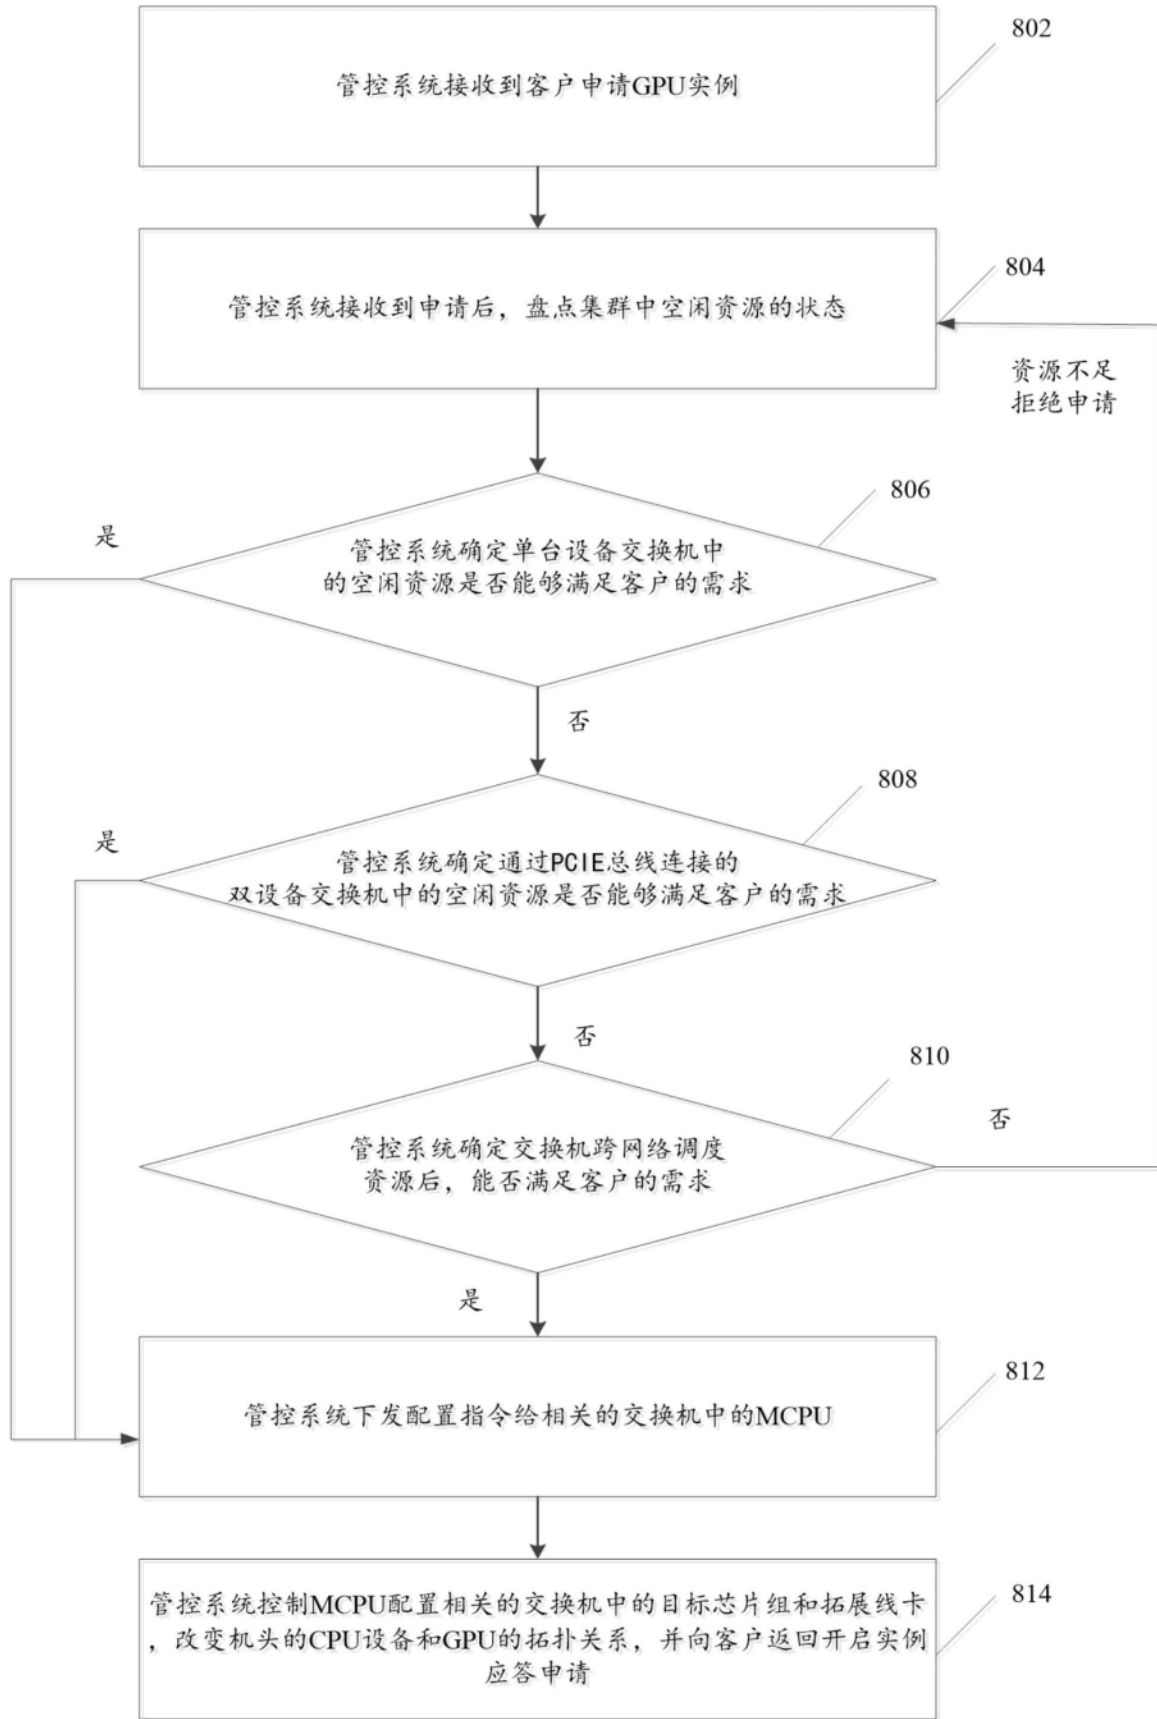 802
管控系统接收到客户申请GPU实例
804
管控系统接收到申请后，盘点集群中空闲资源的状态
资源不足
拒绝申请
806
是
管控系统确定单台设备交换机中
的空闲资源是否能够满足客户的需求
否
808
是
管控系统确定通过PCIE总线连接的
双设备交换机中的空闲资源是否能够满足客户的需求
否
810
否
管控系统确定交换机跨网络调度
资源后，能否满足客户的需求
是
812
管控系统下发配置指令给相关的交换机中的MCPU
814
管控系统控制MCPU配置相关的交换机中的目标芯片组和拓展线卡
，改变机头的CPU设备和GPU的拓扑关系，并向客户返回开启实例
应答申请